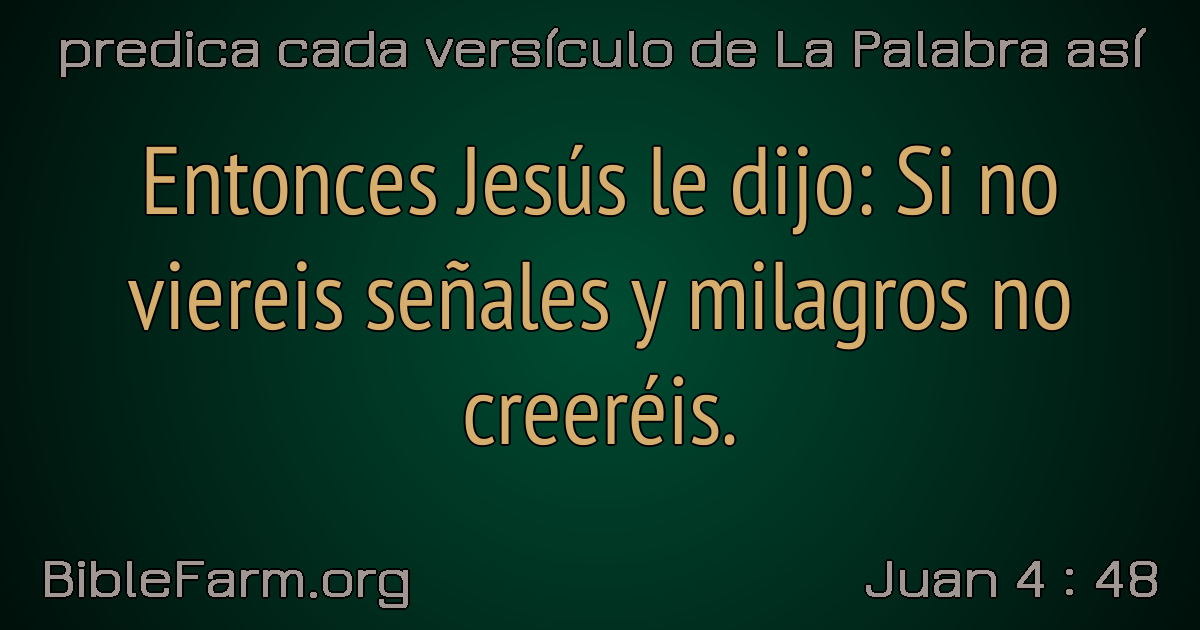 predica cada versículo de La Palabra así
Entonces Jesús le dijo: Si no
viereis señales y milagros no
creeréis.
BibleFarm.org
Juan 4 : 48